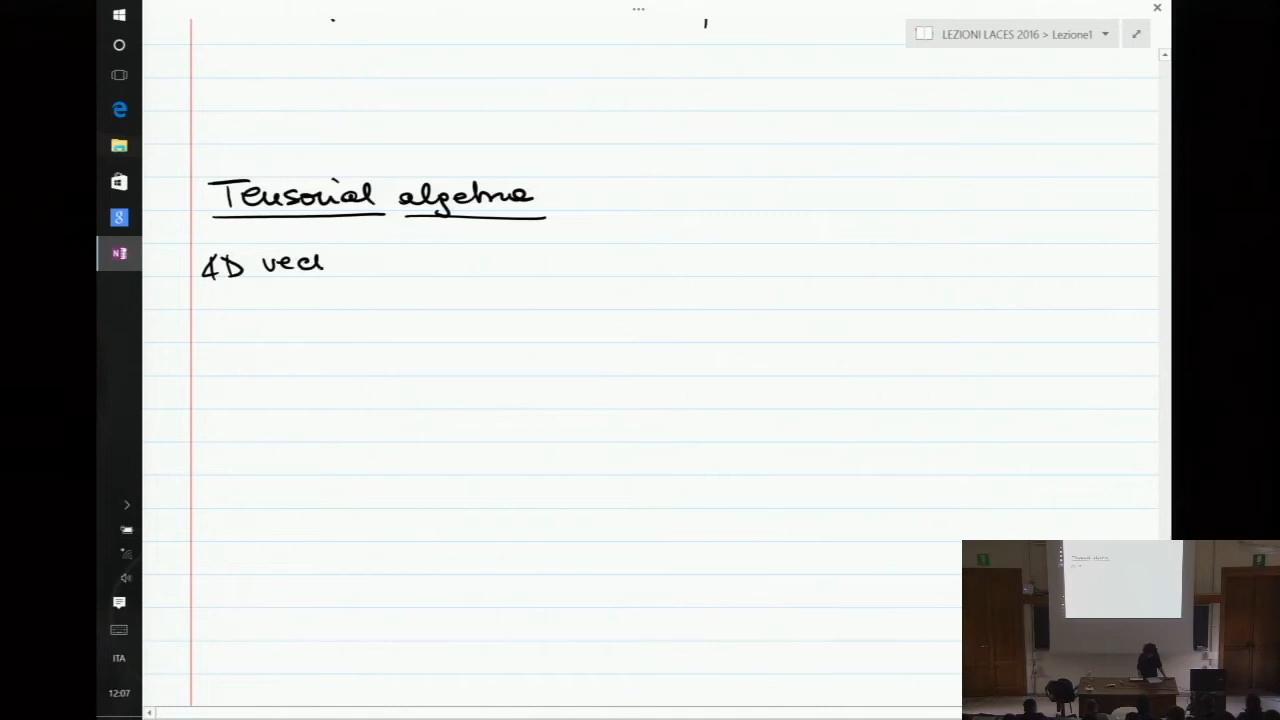 LEZIONI LACES 2016 > Lezione1
Tensorial algebra
4D vect
ITA
12:07